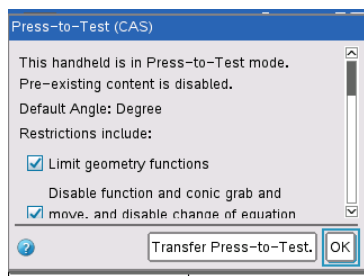 Press-to-Test (CAS)
This handheld is in Press-to-Test mode.
Pre-existing content is disabled.
Default Angle: Degree
Restrictions include:
Limit geometry functions
Disable function and conic grab and
move, and disable change of equation
?
Transfer Press-to-Test.
OK